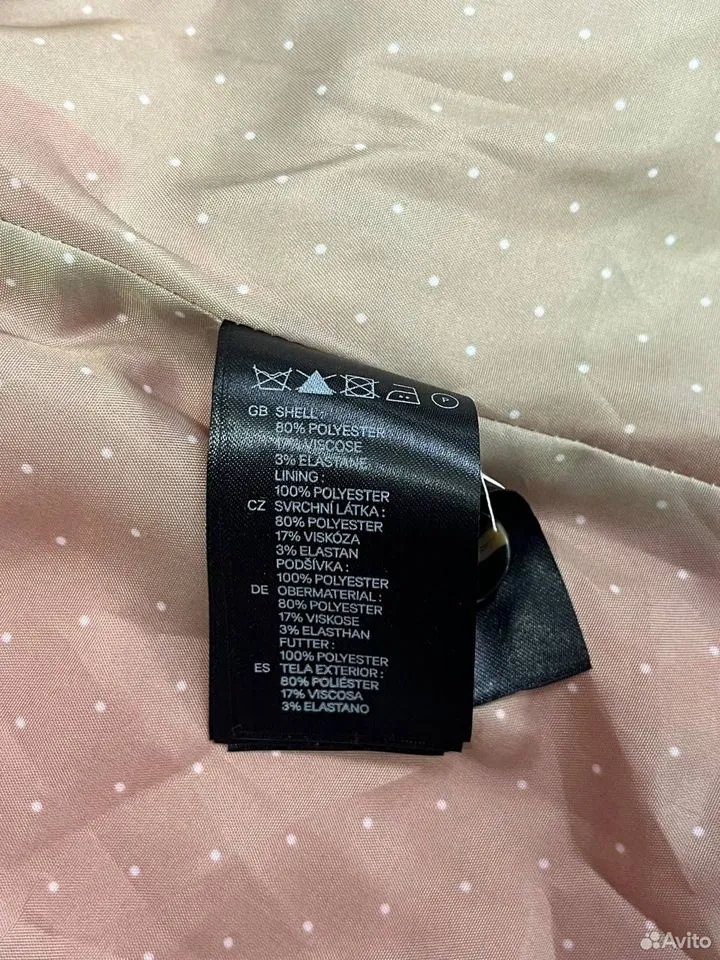 P
GB SHELL :
80% POLYESTER
17% VISCOSE
3% ELASTANE
LINING :
100% POLYESTER
CZ SVRCHNÍ LÁTKA :
80% POLYESTER
17% VISKÓZA
3% ELASTAN
PODŠÍVKA :
100% POLYESTER
DE OBERMATERIAL :
80% POLYESTER
17% VISKOSE
3% ELASTHAN
FUTTER :
100% POLYESTER
ES TELA EXTERIOR :
80% POLIÉSTER
17% VISCOSA
3% ELASTANO
Avito